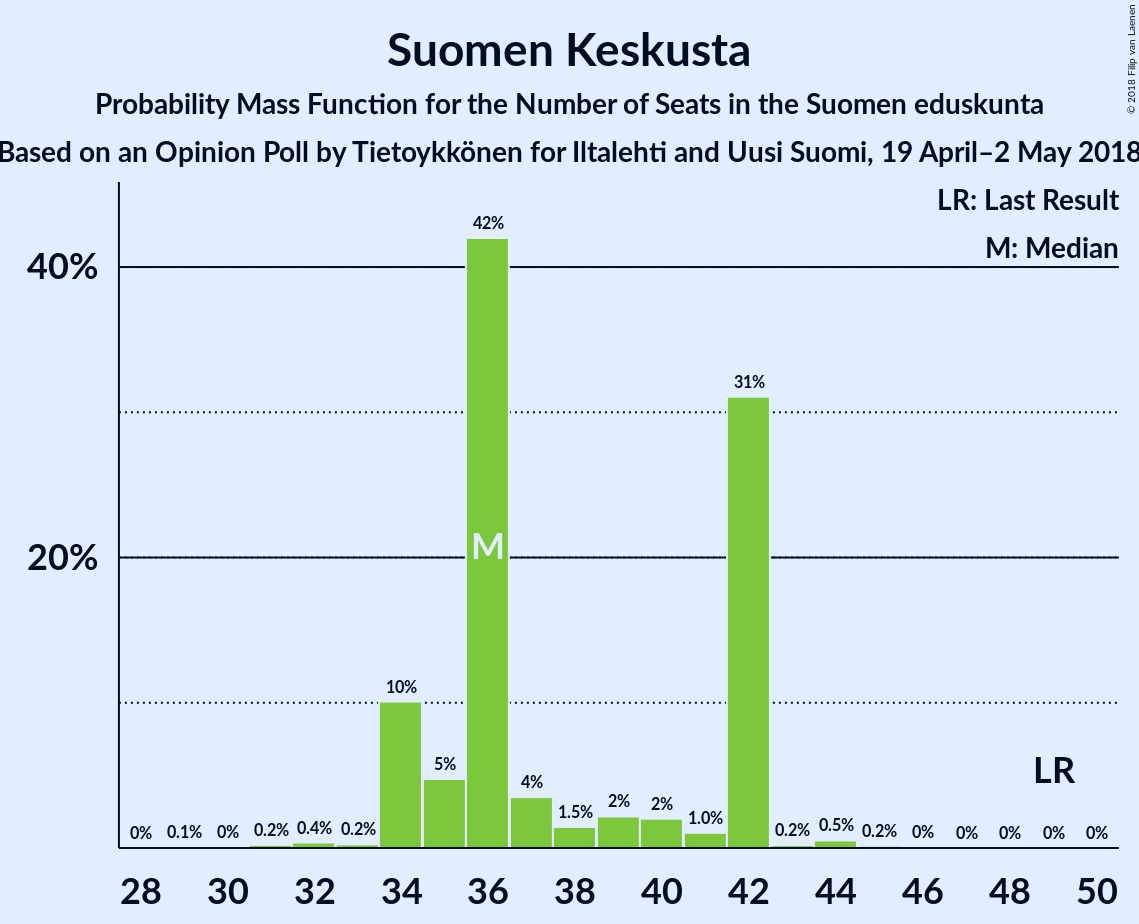 Suomen Keskusta
Probability Mass Function for the Number of Seats in the Suomen eduskunta
Based on an Opinion Poll by Tietoykkönen for Iltalehti and Uusi Suomi, 19 April–2 May 2018
© 2018 Filip van Laenen
LR: Last Result
M: Median
40%
20%
0% 0.1% 0% 0.2% 0.4% 0.2% 10% 5% 42% 4% 1.5% 2% 2% 1.0% 31% 0.2% 0.5% 0.2% 0% 0% 0% 0% 0%
M
LR
28 30 32 34 36 38 40 42 44 46 48 50